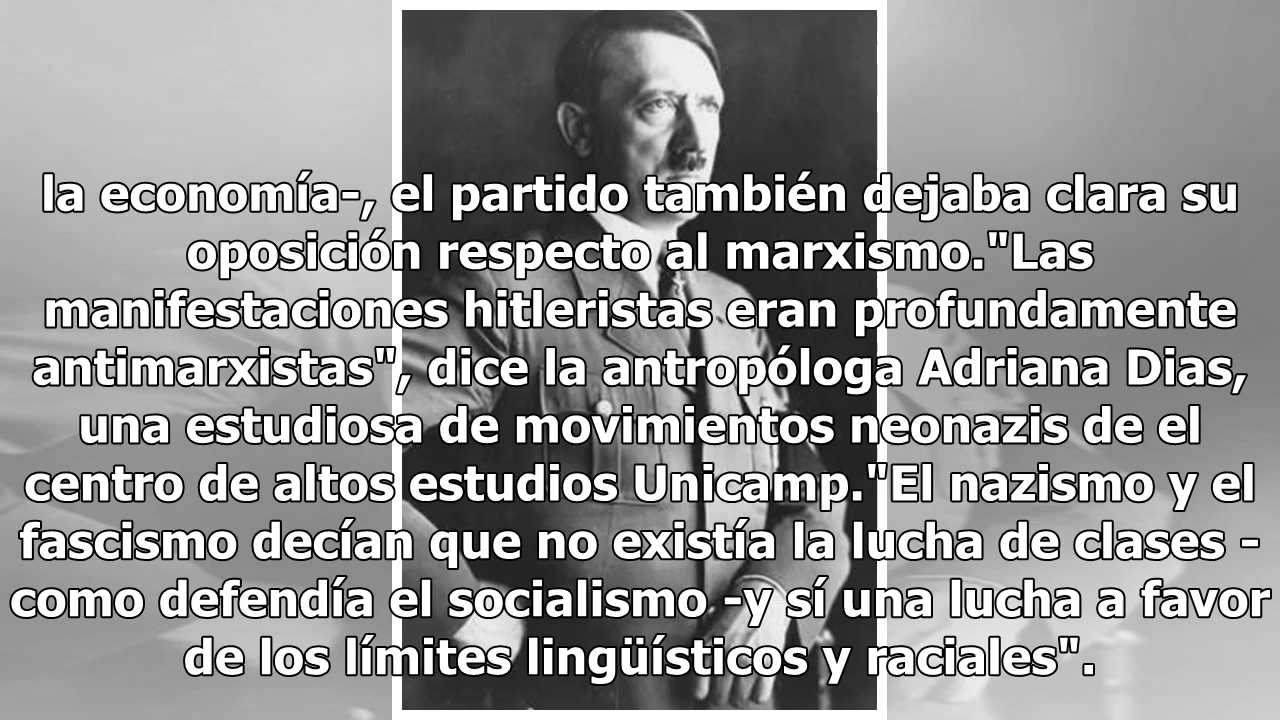 la economía-, el partido también dejaba clara su
oposición respecto al marxismo."Las
manifestaciones hitleristas eran profundamente
antimarxistas", dice la antropóloga Adriana Dias,
una estudiosa de movimientos neonazis de el
centro de altos estudios Unicamp."El nazismo y el
fascismo decían que no existía la lucha de clases -
como defendía el socialismo -y sí una lucha a favor
de los límites lingüísticos y raciales".